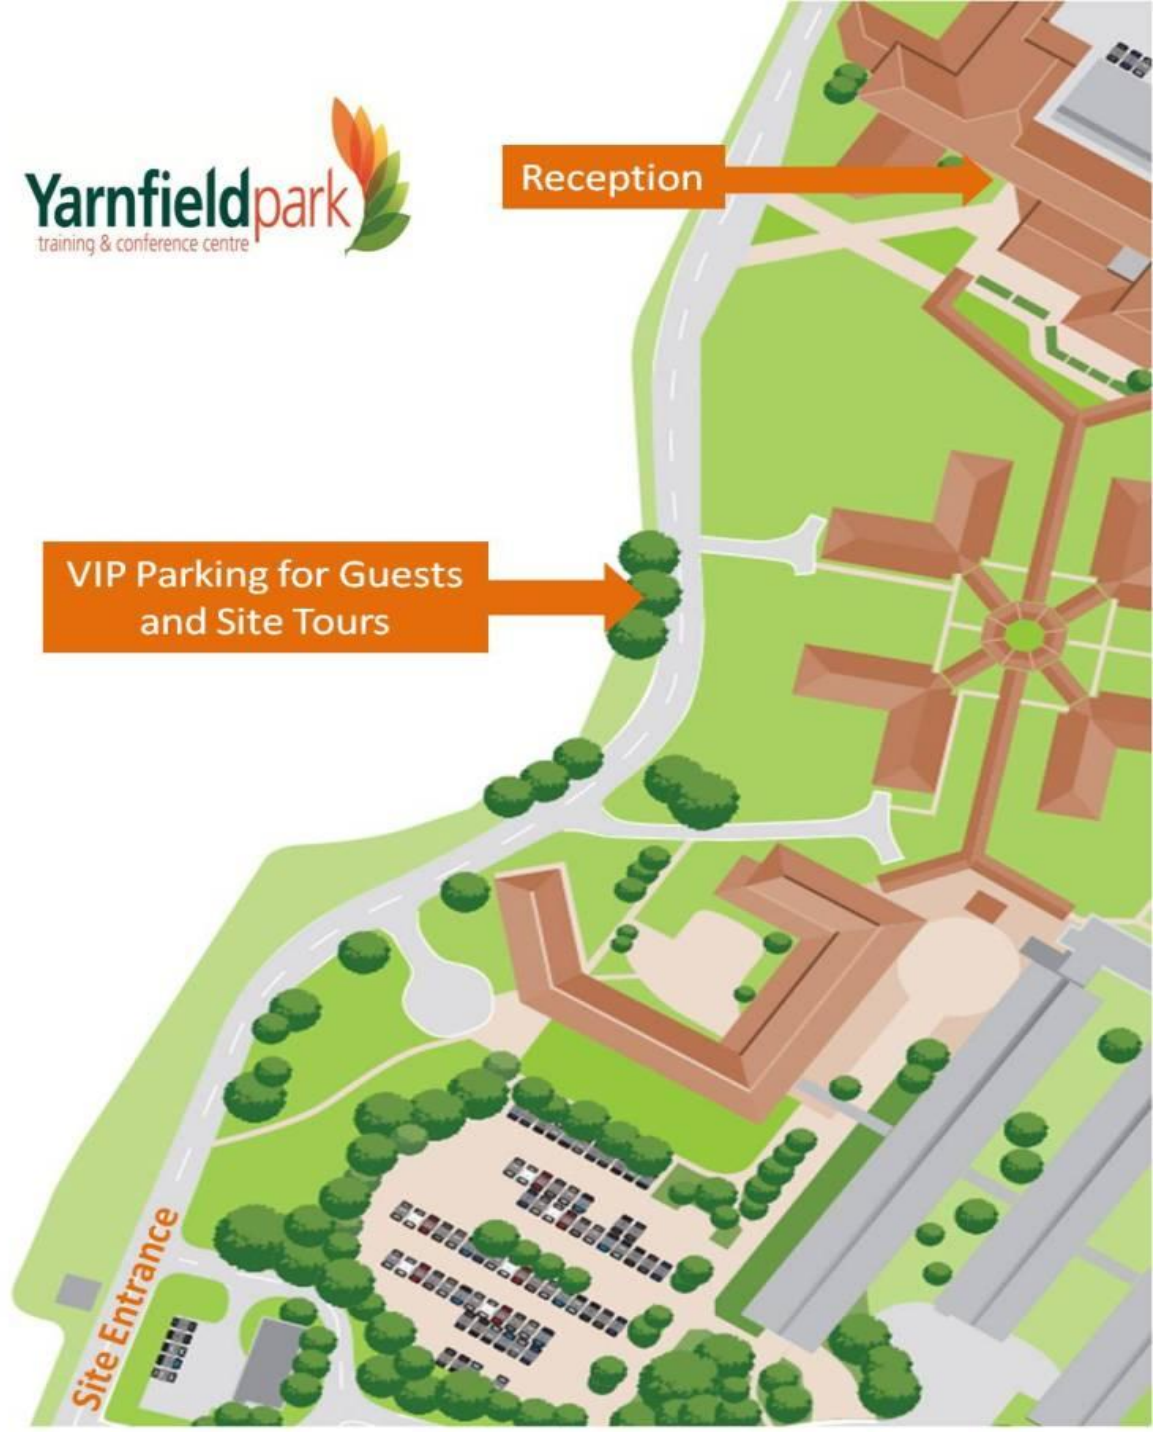 Yarnfieldpark
training & conference centre
Reception
VIP Parking for Guests
and Site Tours
Site Entrance